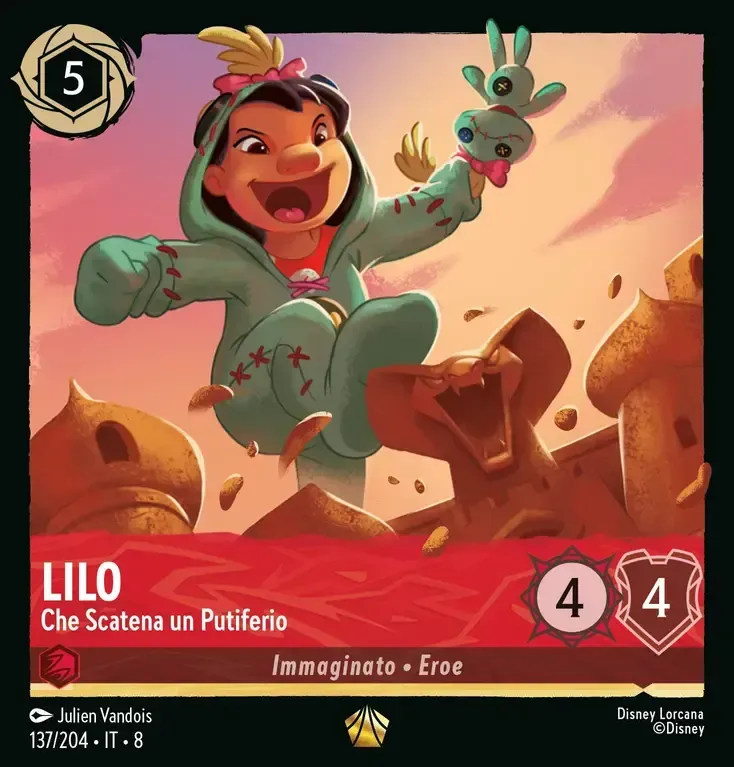 5
LILO
Che Scatena un Putiferio
4
4
Immaginato • Eroe
Julien Vandois
137/204 • IT • 8
Disney Lorcana
©Disney